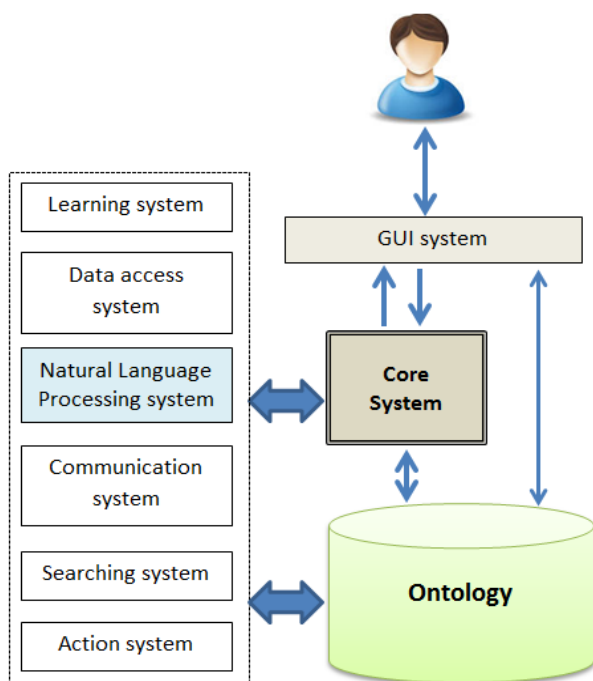 Learning system
GUI system
Data access
system
Natural Language
Processing system
Core
System
Communication
system
Searching system
Ontology
Action system